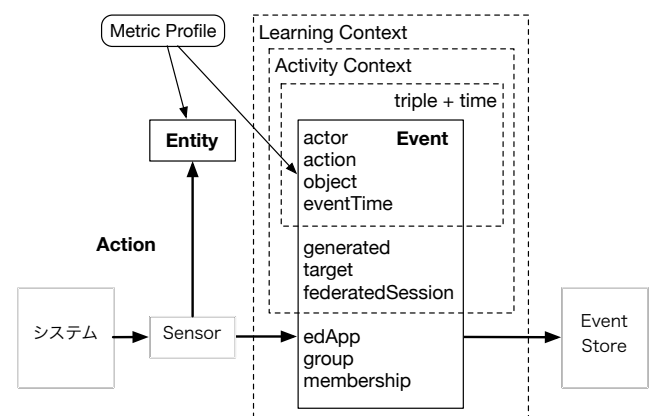 Metric Profile
Learning Context
Activity Context
triple + time
Entity
actor
Event
action
object
eventTime
Action
generated
target
federatedSession
システム
Sensor
edApp
group
membership
Event
Store